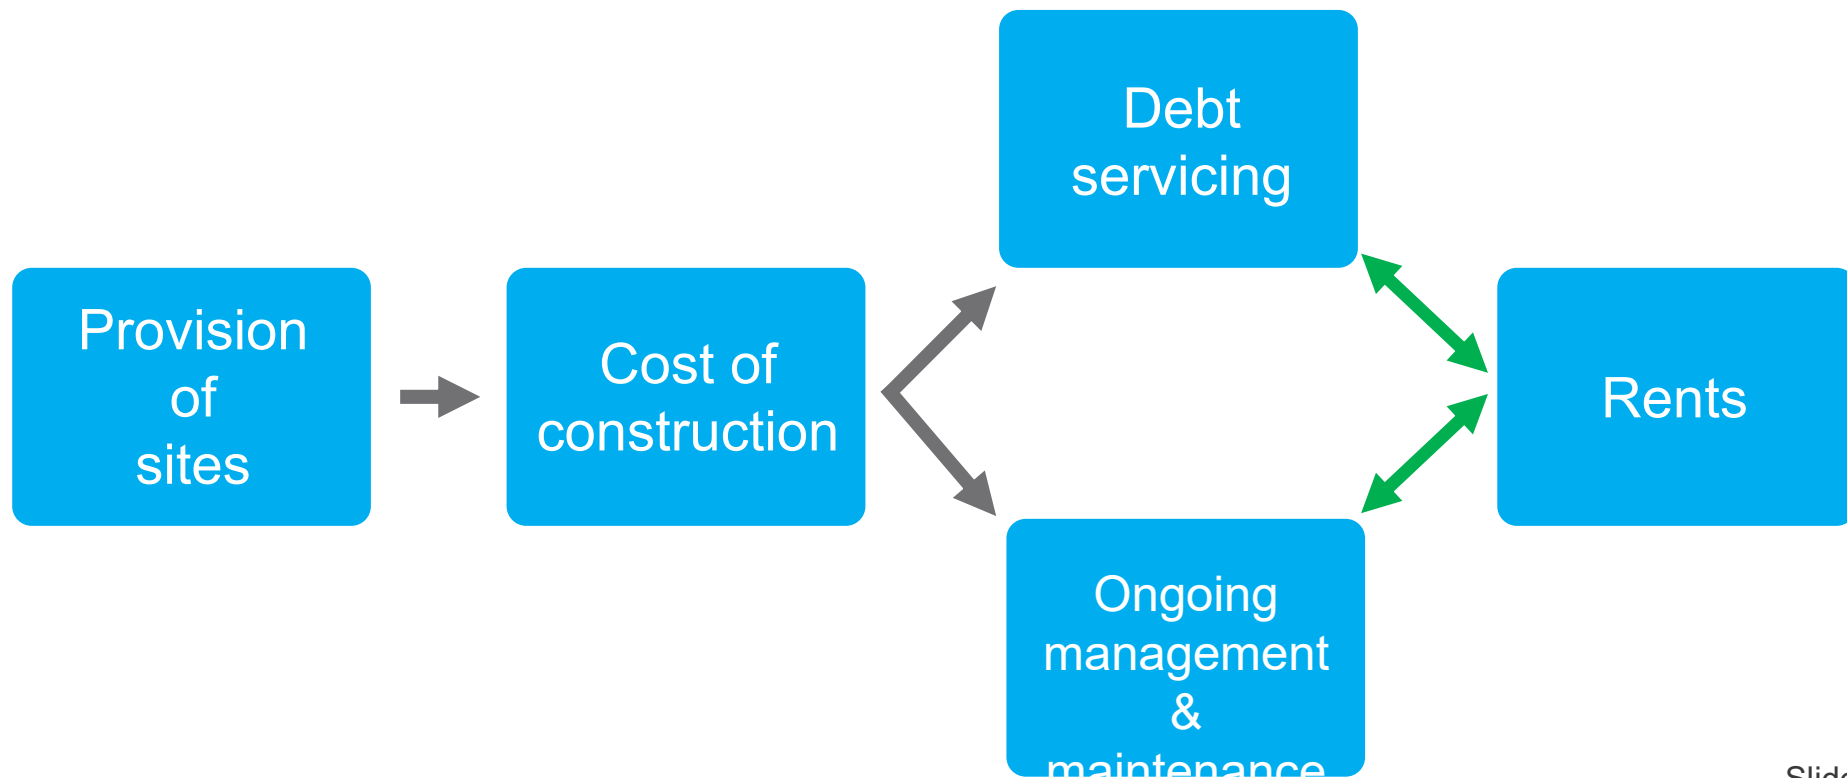 Provision
of
sites
Cost of
construction
Debt
servicing
Ongoing
management
&
maintenance
Rents